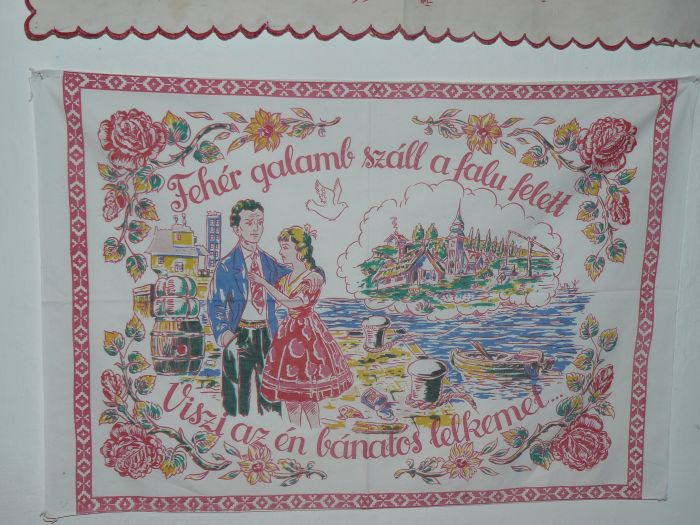 Fehér galamb száll a falu felett
Viszi az én bánatos lelkemet...